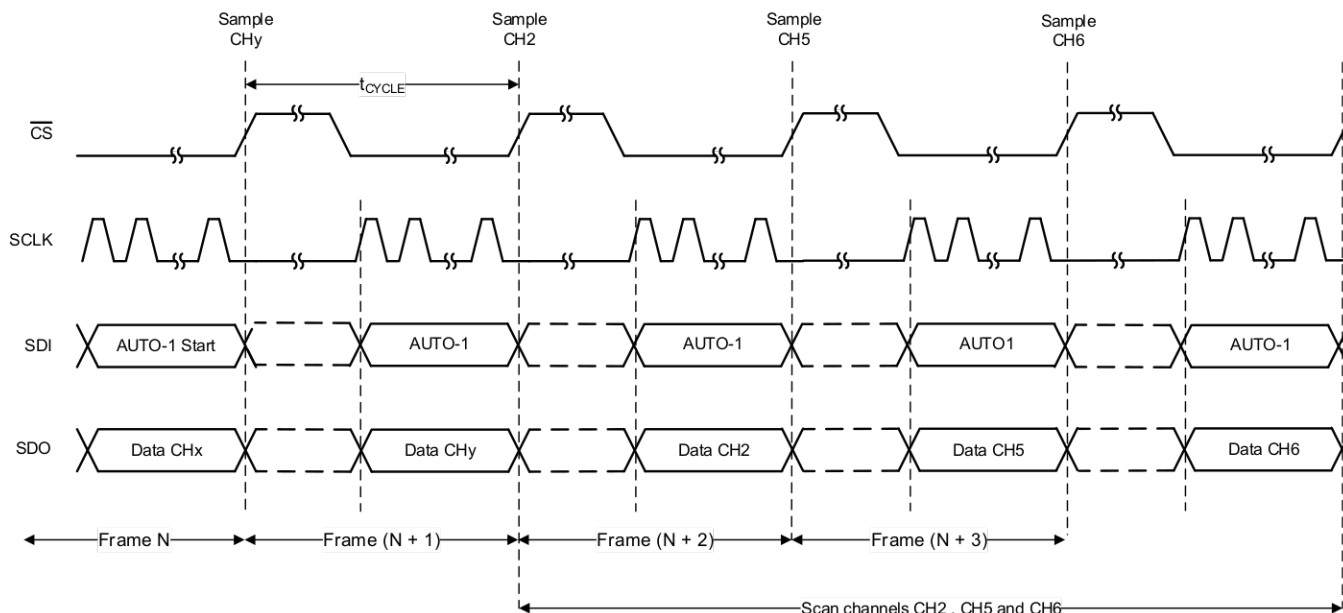 Sample
CHy
Sample
CH2
Sample
CH5
Sample
CH6
tCYCLE
CS
SCLK
SDI
AUTO-1 Start
AUTO-1
AUTO-1
AUTO1
AUTO-1
SDO
Data CHx
Data CHy
Data CH2
Data CH5
Data CH6
Frame N
Frame (N + 1)
Frame (N + 2)
Frame (N + 3)
Scan channels CH2 , CH5 and CH6